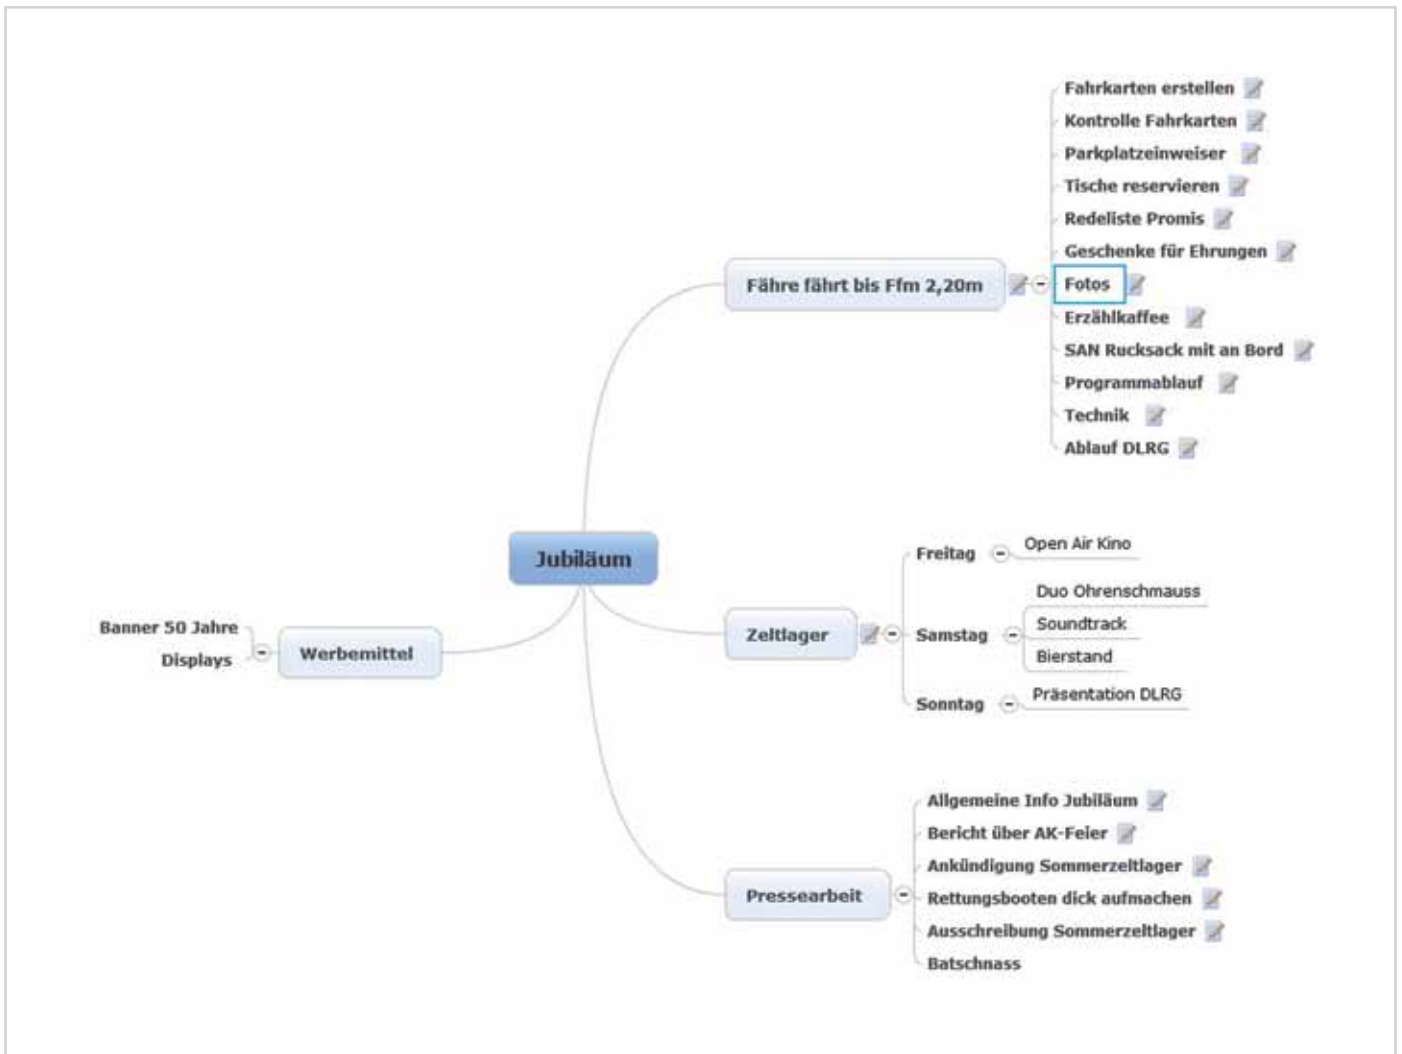 Fahrkarten erstellen
Kontrolle Fahrkarten
Parkplatzeinweiser
Tische reservieren
Redeliste Promis
Geschenke für Ehrungen
Fähre fährt bis Ffm 2,20m
Fotos
Erzählkaffee
SAN Rucksack mit an Bord
Programmablauf
Technik
Ablauf DLRG
Jubiläum
Freitag
Open Air Kino
Zeltlager
Samstag
Duo Ohrenschmauss
Soundtrack
Bierstand
Sonntag
Präsentation DLRG
Banner 50 Jahre
Displays
Werbemittel
Pressearbeit
Allgemeine Info Jubiläum
Bericht über AK-Feier
Ankündigung Sommerzeltlager
Rettungsbooten dick aufmachen
Ausschreibung Sommerzeltlager
Batschnass